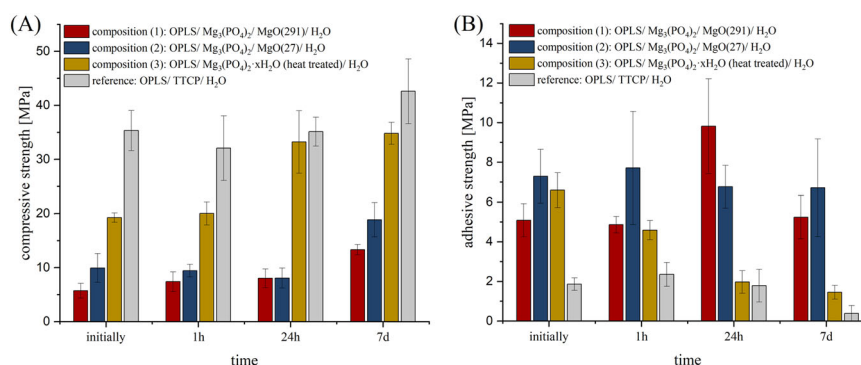 (A)
composition (1): OPLS/ Mg₃(PO₄)₂/ MgO(291)/ H₂O
composition (2): OPLS/ Mg₃(PO₄)₂/ MgO(27)/ H₂O
composition (3): OPLS/ Mg₃(PO₄)₂·xH₂O (heat treated)/ H₂O
reference: OPLS/ TTCP/ H₂O
compressive strength [MPa]
50
40
30
20
10
0
initially 1h 24h 7d
time
(B)
composition (1): OPLS/ Mg₃(PO₄)₂/ MgO(291)/ H₂O
composition (2): OPLS/ Mg₃(PO₄)₂/ MgO(27)/ H₂O
composition (3): OPLS/ Mg₃(PO₄)₂·xH₂O (heat treated)/ H₂O
reference: OPLS/ TTCP/ H₂O
adhesive strength [MPa]
14
12
10
8
6
4
2
0
initially 1h 24h 7d
time